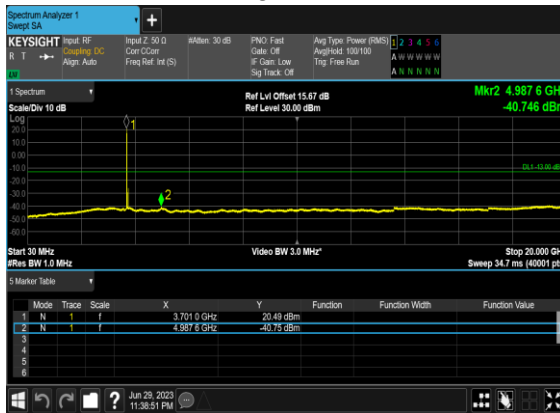 Spectrum Analyzer 1
Swept SA
+
KEYSIGHT Input: RF Input Z: 50 Ω #Atten: 30 dB PNO: Fast Avg Type: Power (RMS) 1 2 3 4 5 6
R T Coupling: DC Corr CCorr Gate: Off Avg|Hold: 100/100 A W W W W W
Align: Auto Freq Ref: Int (S) IF Gain: Low Trig: Free Run
Sig Track: Off A N N N N N
1 Spectrum Ref Lvl Offset 15.67 dB Mkr2 4.987 6 GH
Scale/Div 10 dB Ref Level 30.00 dBm -40.746 dBr
Log
20.0
10.0
0.00
-10.0
-20.0
-30.0
-40.0
-50.0
-60.0
1
DL1 -13.00 dB
2
Start 30 MHz Video BW 3.0 MHz* Stop 20.000 GH
#Res BW 1.0 MHz Sweep 34.7 ms (40001 pts
5 Marker Table
Mode Trace Scale X Y Function Function Width Function Value
1 N 1 f 3.701 0 GHz 20.49 dBm
2 N 1 f 4.987 6 GHz -40.75 dBm
3
4
5
6
? Jun 29, 2023
11:38:51 PM